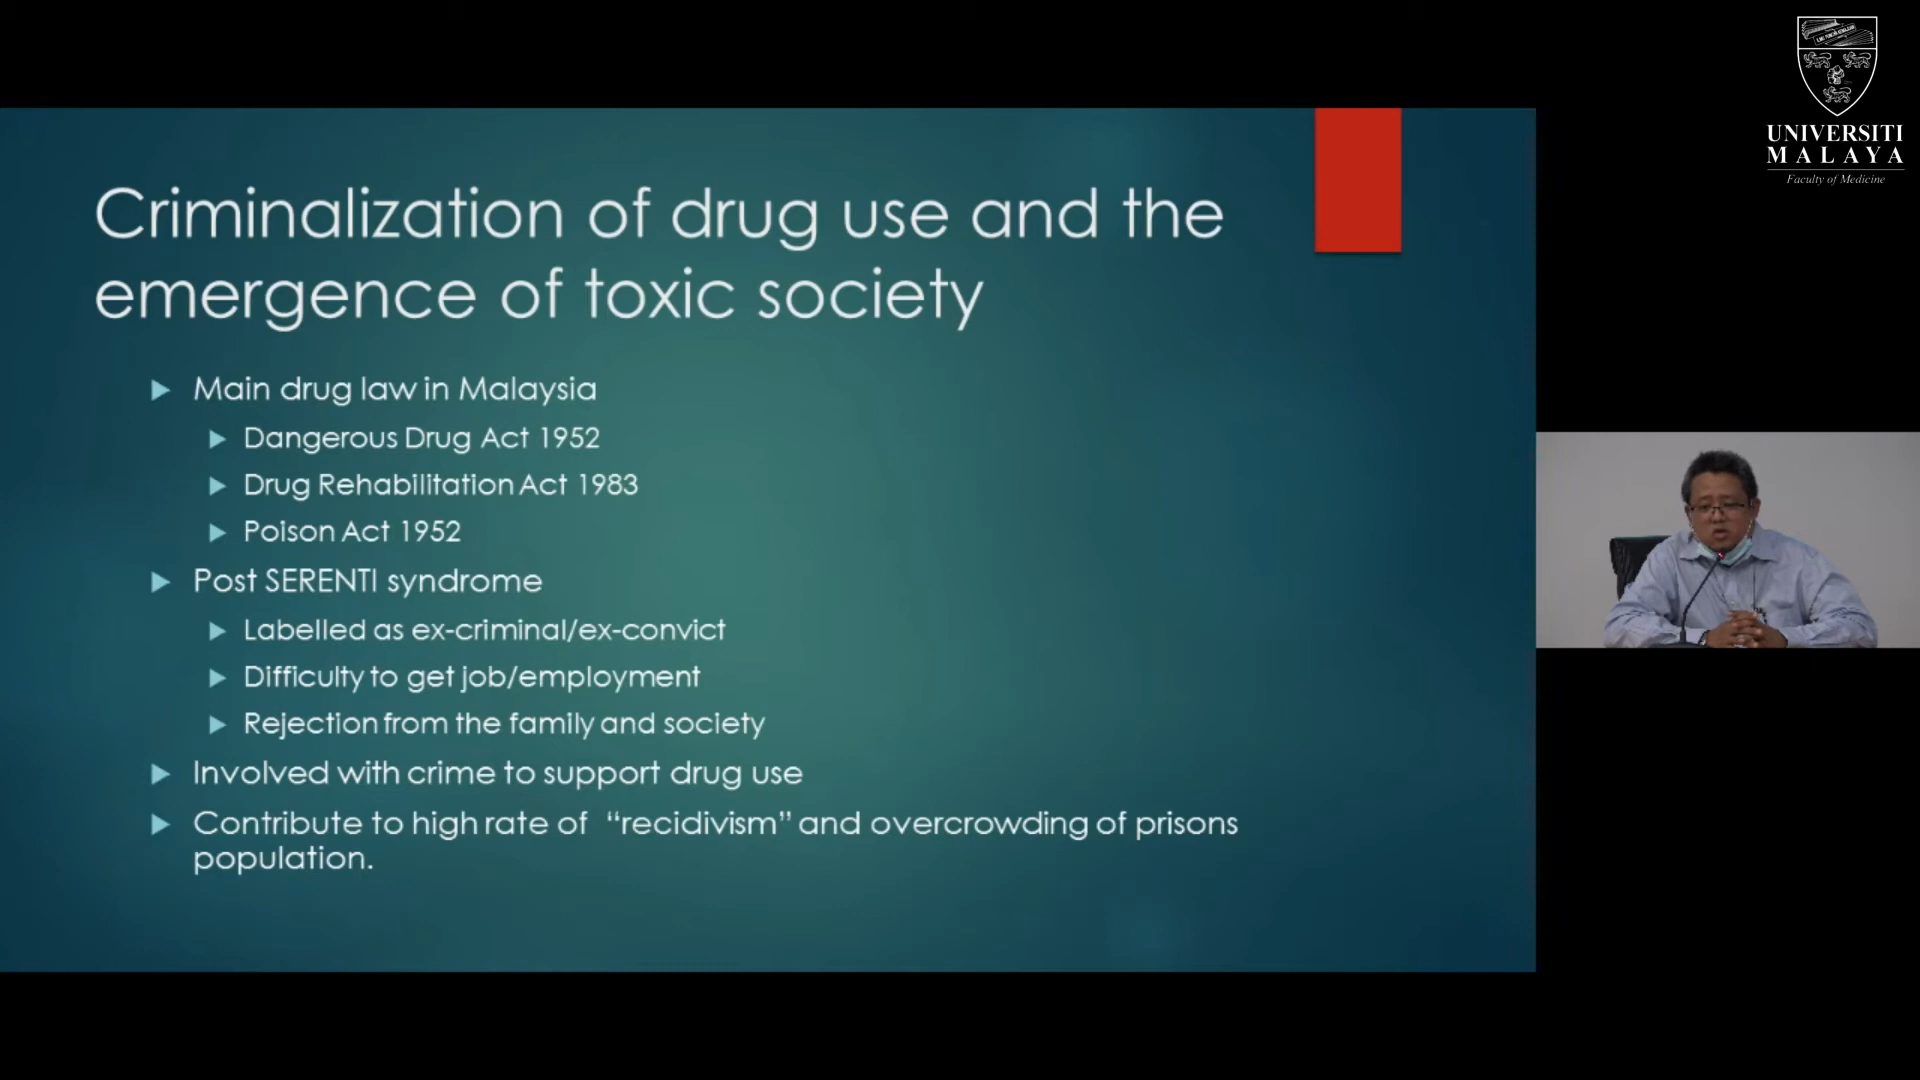 UNIVERSITI
MALAYA
Faculty of Medicine
Criminalization of drug use and the
emergence of toxic society
Main drug law in Malaysia
Dangerous Drug Act 1952
Drug Rehabilitation Act 1983
Poison Act 1952
Post SERENTI syndrome
Labelled as ex-criminal/ex-convict
Difficulty to get job/employment
Rejection from the family and society
Involved with crime to support drug use
Contribute to high rate of “recidivism” and overcrowding of prisons
population.